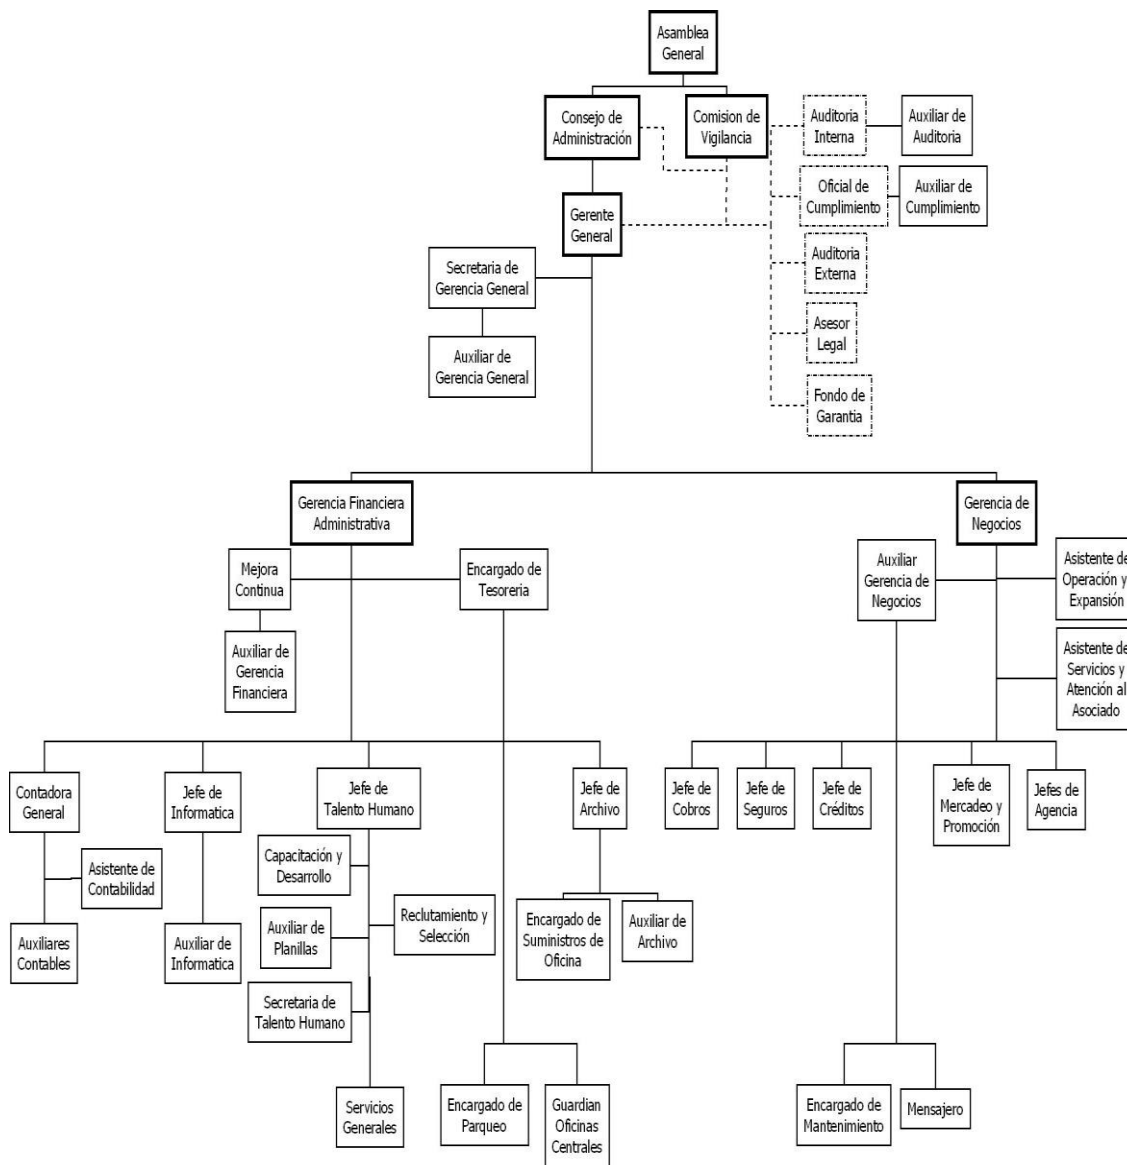 Asamblea
General
Consejo de
Administración
Comision de
Vigilancia
Auditoria
Interna
Auxiliar de
Auditoria
Oficial de
Cumplimiento
Auxiliar de
Cumplimiento
Gerente
General
Auditoria
Externa
Secretaria de
Gerencia General
Asesor
Legal
Auxiliar de
Gerencia General
Fondo de
Garantia
Gerencia Financiera
Administrativa
Gerencia de
Negocios
Mejora
Continua
Encargado de
Tesoreria
Auxiliar
Gerencia de
Negocios
Asistente de
Operación y
Expansión
Auxiliar de
Gerencia
Financiera
Asistente de
Servicios y
Atención al
Asociado
Contadora
General
Jefe de
Informatica
Jefe de
Talento Humano
Jefe de
Archivo
Jefe de
Cobros
Jefe de
Seguros
Jefe de
Créditos
Jefe de
Mercadeo y
Promoción
Jefes de
Agencia
Asistente de
Contabilidad
Capacitación y
Desarrollo
Auxiliares
Contables
Auxiliar de
Informatica
Auxiliar de
Planillas
Reclutamiento y
Selección
Encargado de
Suministros de
Oficina
Auxiliar de
Archivo
Secretaria de
Talento Humano
Servicios
Generales
Encargado de
Parqueo
Guardian
Oficinas
Centrales
Encargado de
Mantenimiento
Mensajero